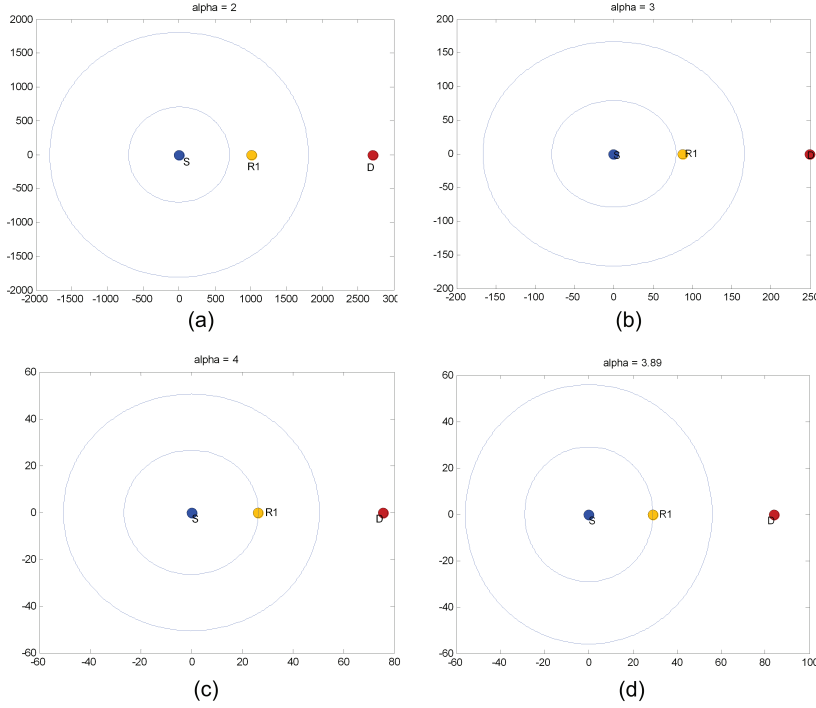 alpha = 2
2000
1500
1000
500
0
-500
-1000
-1500
-2000
-2000 -1500 -1000 -500 0 500 1000 1500 2000 2500 300
S
R1
D
(a)
alpha = 3
200
150
100
50
0
-50
-100
-150
-200
-200 -150 -100 -50 0 50 100 150 200 250
S
R1
D
(b)
alpha = 4
60
40
20
0
-20
-40
-60
-60 -40 -20 0 20 40 60 80
S
R1
D
(c)
alpha = 3.89
60
40
20
0
-20
-40
-60
-60 -40 -20 0 20 40 60 80 100
S
R1
D
(d)